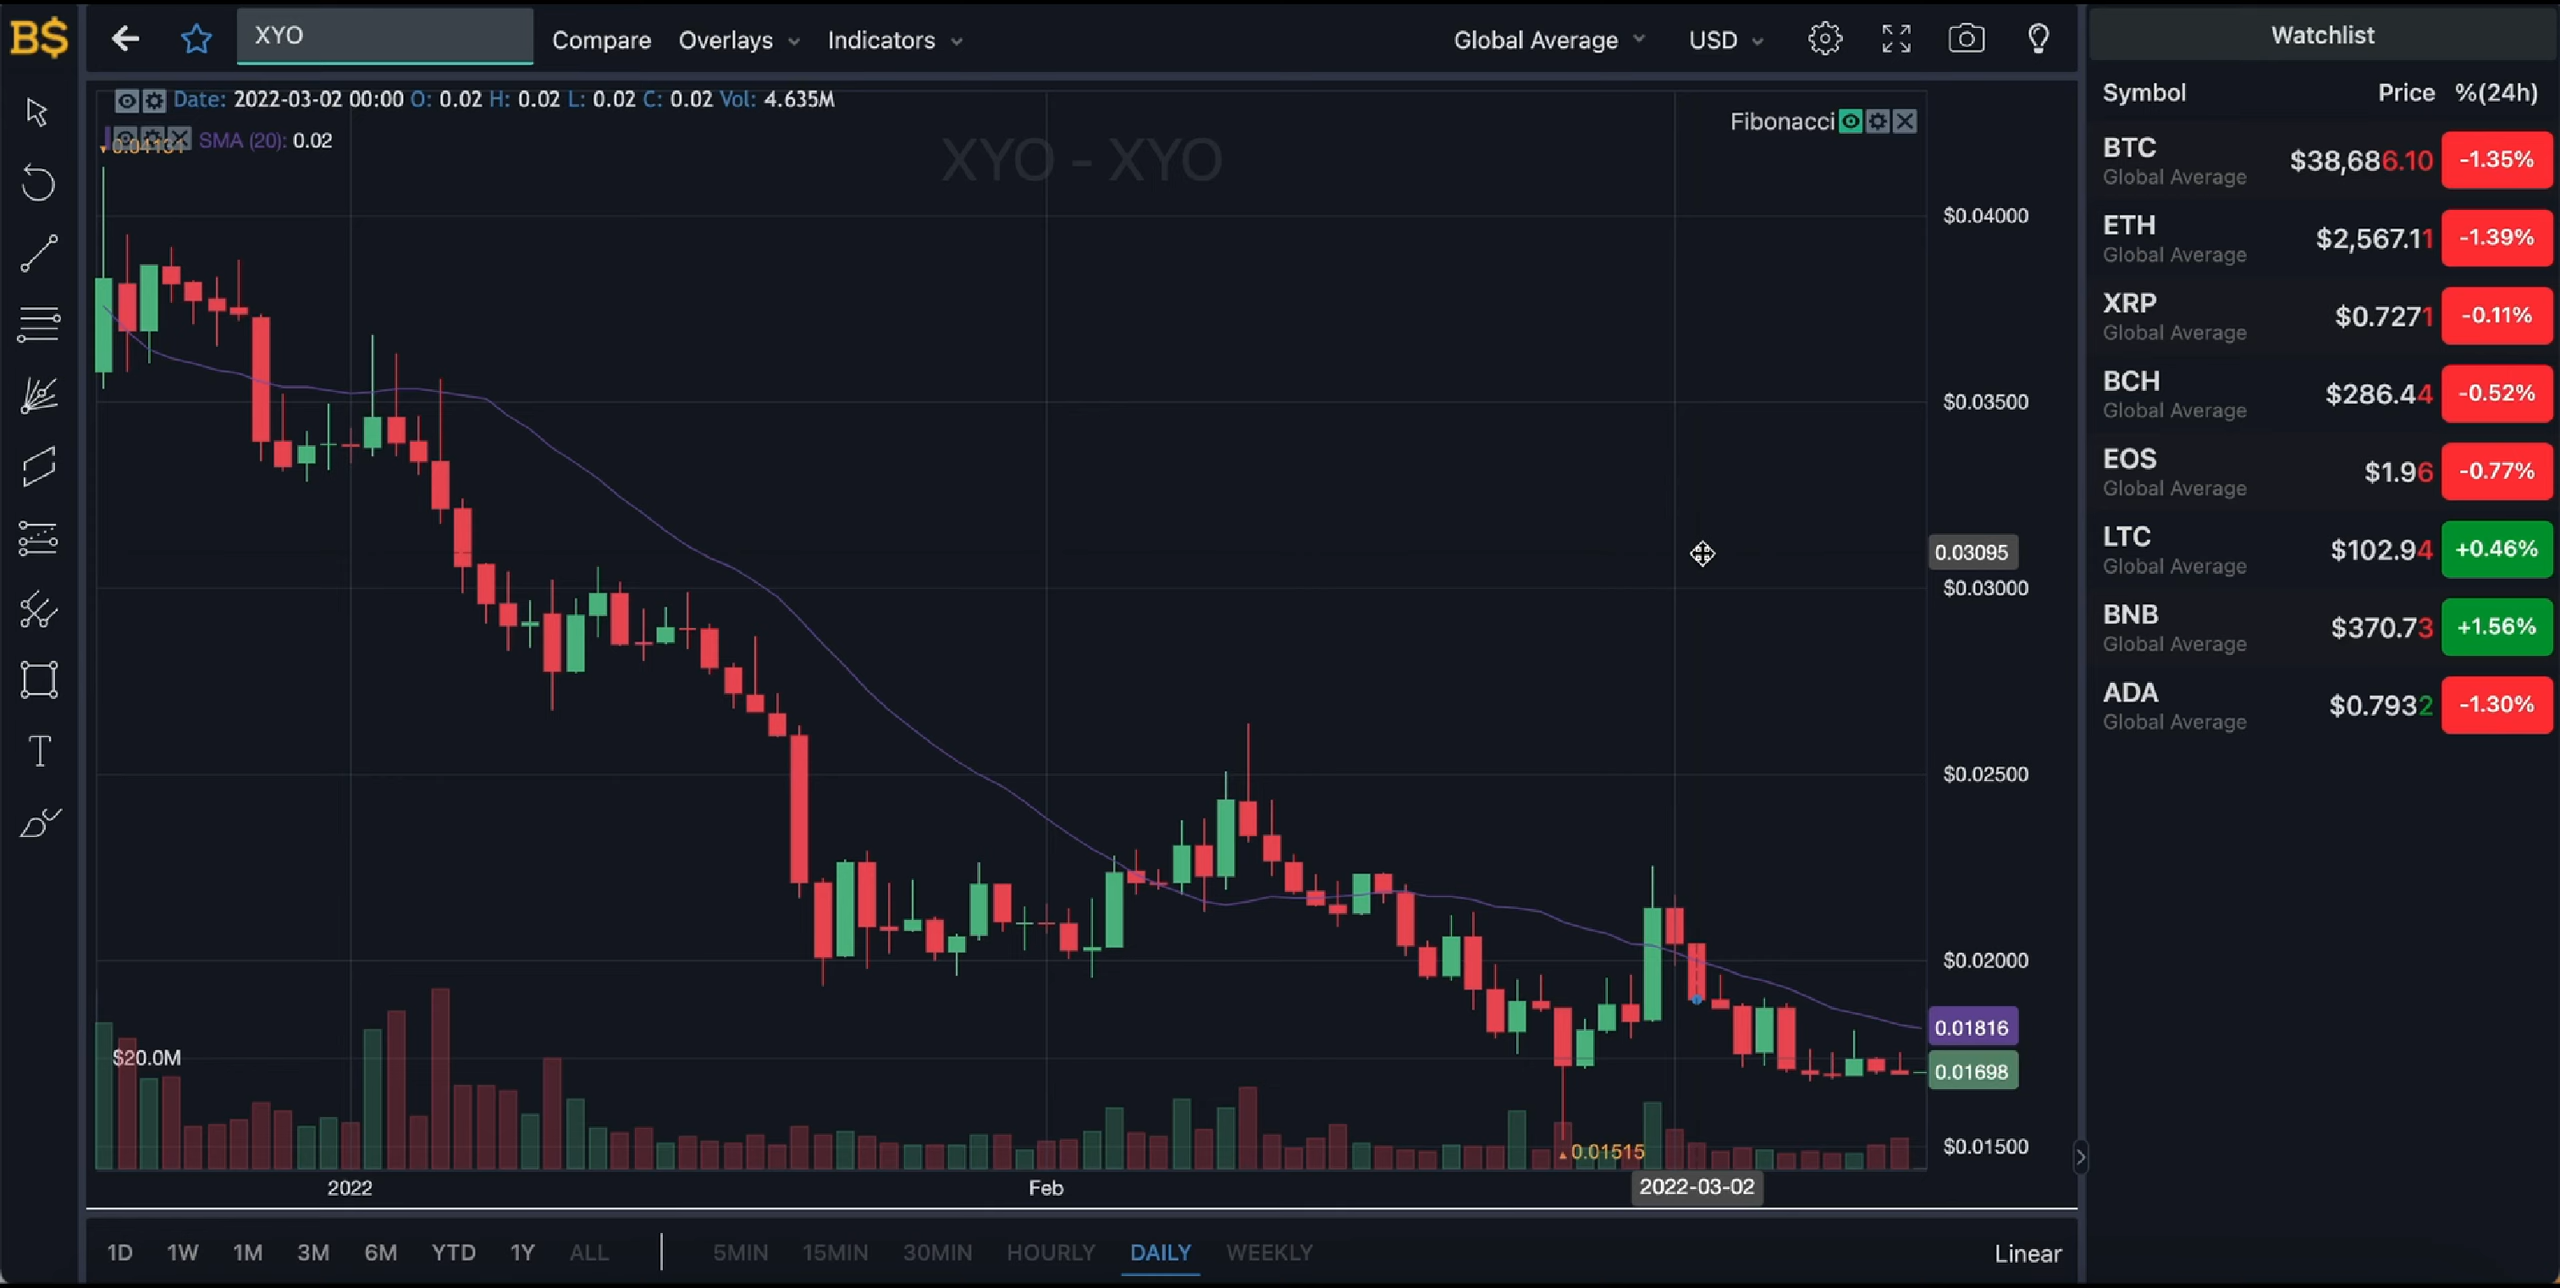 B$
XYO
Compare
Overlays
Indicators
Global Average
USD
Watchlist
Date: 2022-03-02 00:00 O: 0.02 H: 0.02 L: 0.02 C: 0.02 Vol: 4.635M
SMA (20): 0.02
0.04131
Fibonacci
XYO - XYO
Symbol Price %(24h)
BTC $38,686.10 -1.35%
Global Average
ETH $2,567.11 -1.39%
Global Average
XRP $0.7271 -0.11%
Global Average
BCH $286.44 -0.52%
Global Average
EOS $1.96 -0.77%
Global Average
LTC $102.94 +0.46%
Global Average
BNB $370.73 +1.56%
Global Average
ADA $0.7932 -1.30%
Global Average
T
$0.04000
$0.03500
0.03095
$0.03000
$0.02500
$0.02000
0.01816
0.01698
$0.01500
$20.0M
0.01515
2022 Feb 2022-03-02
1D 1W 1M 3M 6M YTD 1Y ALL 5MIN 15MIN 30MIN HOURLY DAILY WEEKLY Linear